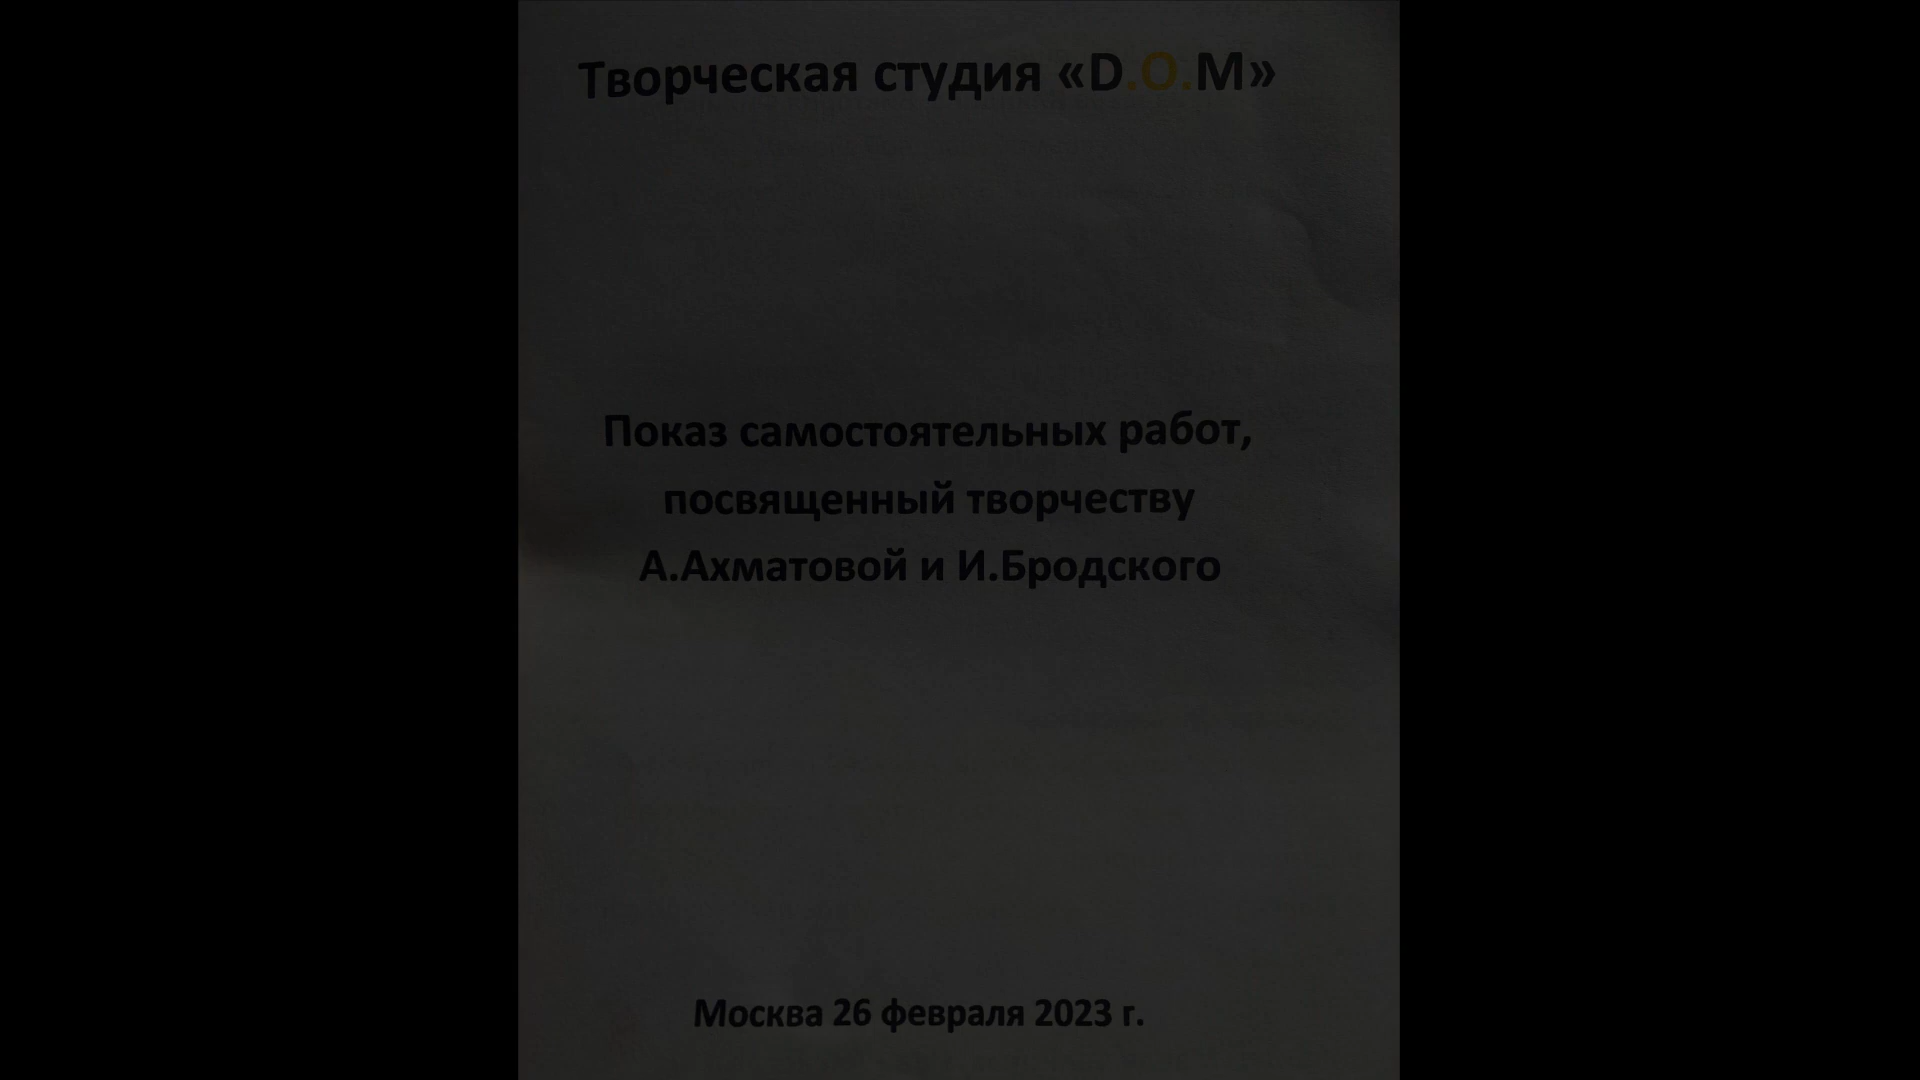 Творческая студия «D.O.M»
Показ самостоятельных работ,
посвященный творчеству
А.Ахматовой и И.Бродского
Москва 26 февраля 2023 г.